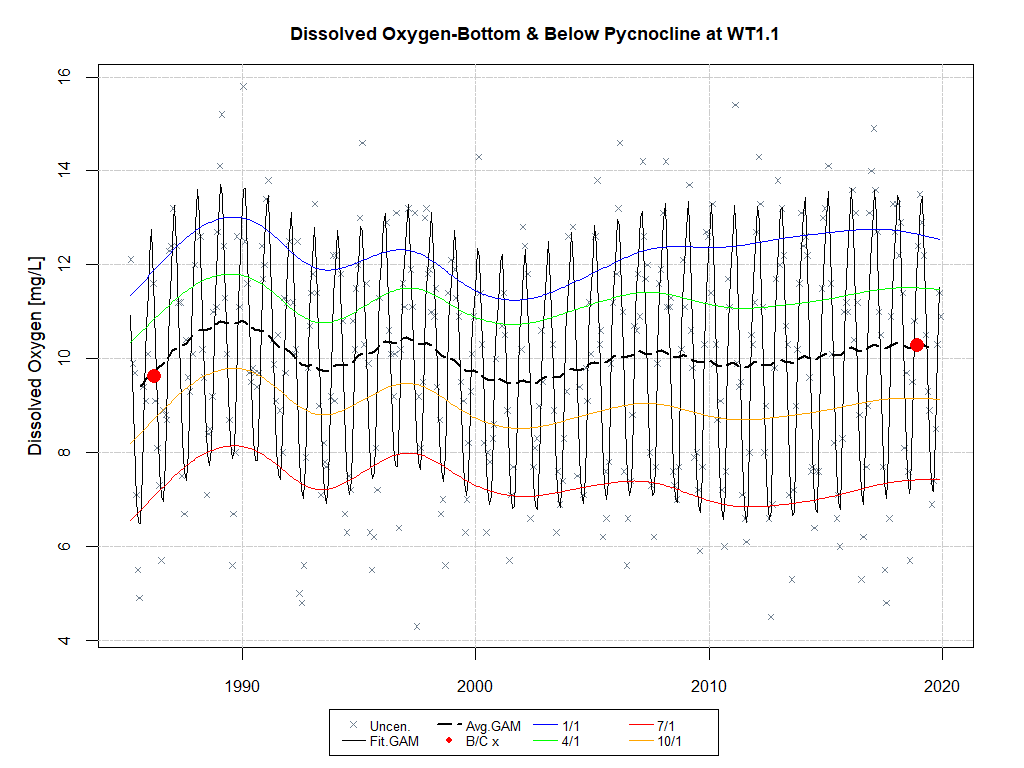 Dissolved Oxygen-Bottom & Below Pycnocline at WT1.1
Dissolved Oxygen [mg/L]
16
14
12
10
8
6
4
1990 2000 2010 2020
Uncen. Avg.GAM 1/1 7/1
Fit.GAM B/C x 4/1 10/1